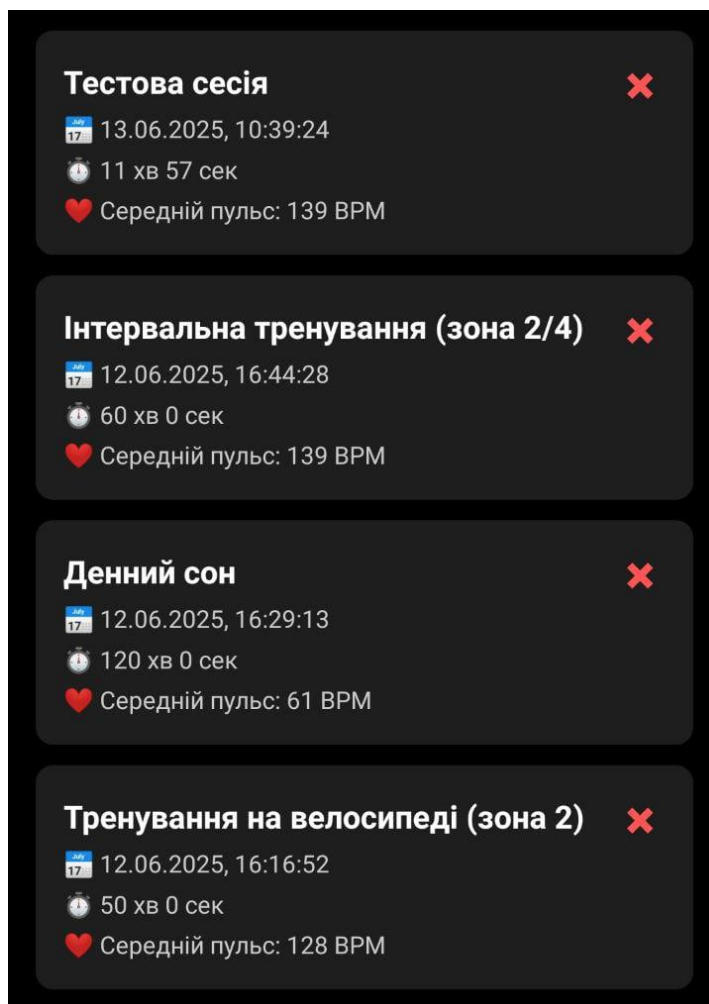 Тестова сесія
13.06.2025, 10:39:24
11 хв 57 сек
Середній пульс: 139 BPM
Інтервальна тренування (зона 2/4)
12.06.2025, 16:44:28
60 хв 0 сек
Середній пульс: 139 BPM
Денний сон
12.06.2025, 16:29:13
120 хв 0 сек
Середній пульс: 61 BPM
Тренування на велосипеді (зона 2)
12.06.2025, 16:16:52
50 хв 0 сек
Середній пульс: 128 BPM